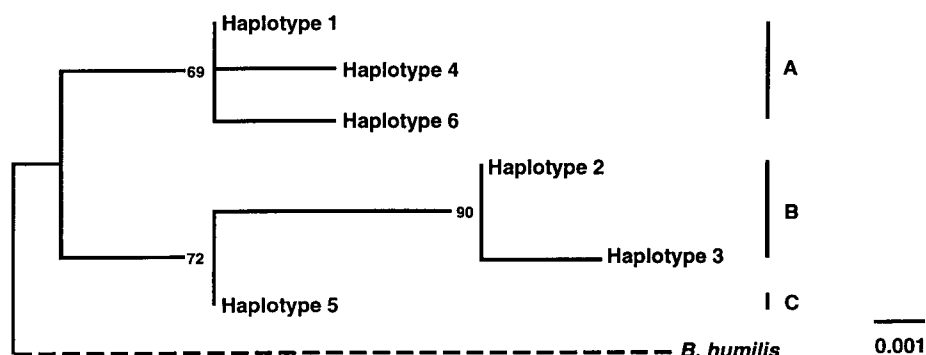 Haplotype 1
69
Haplotype 4
A
Haplotype 6
Haplotype 2
90
B
Haplotype 3
72
Haplotype 5
C
B. humilis
0.001